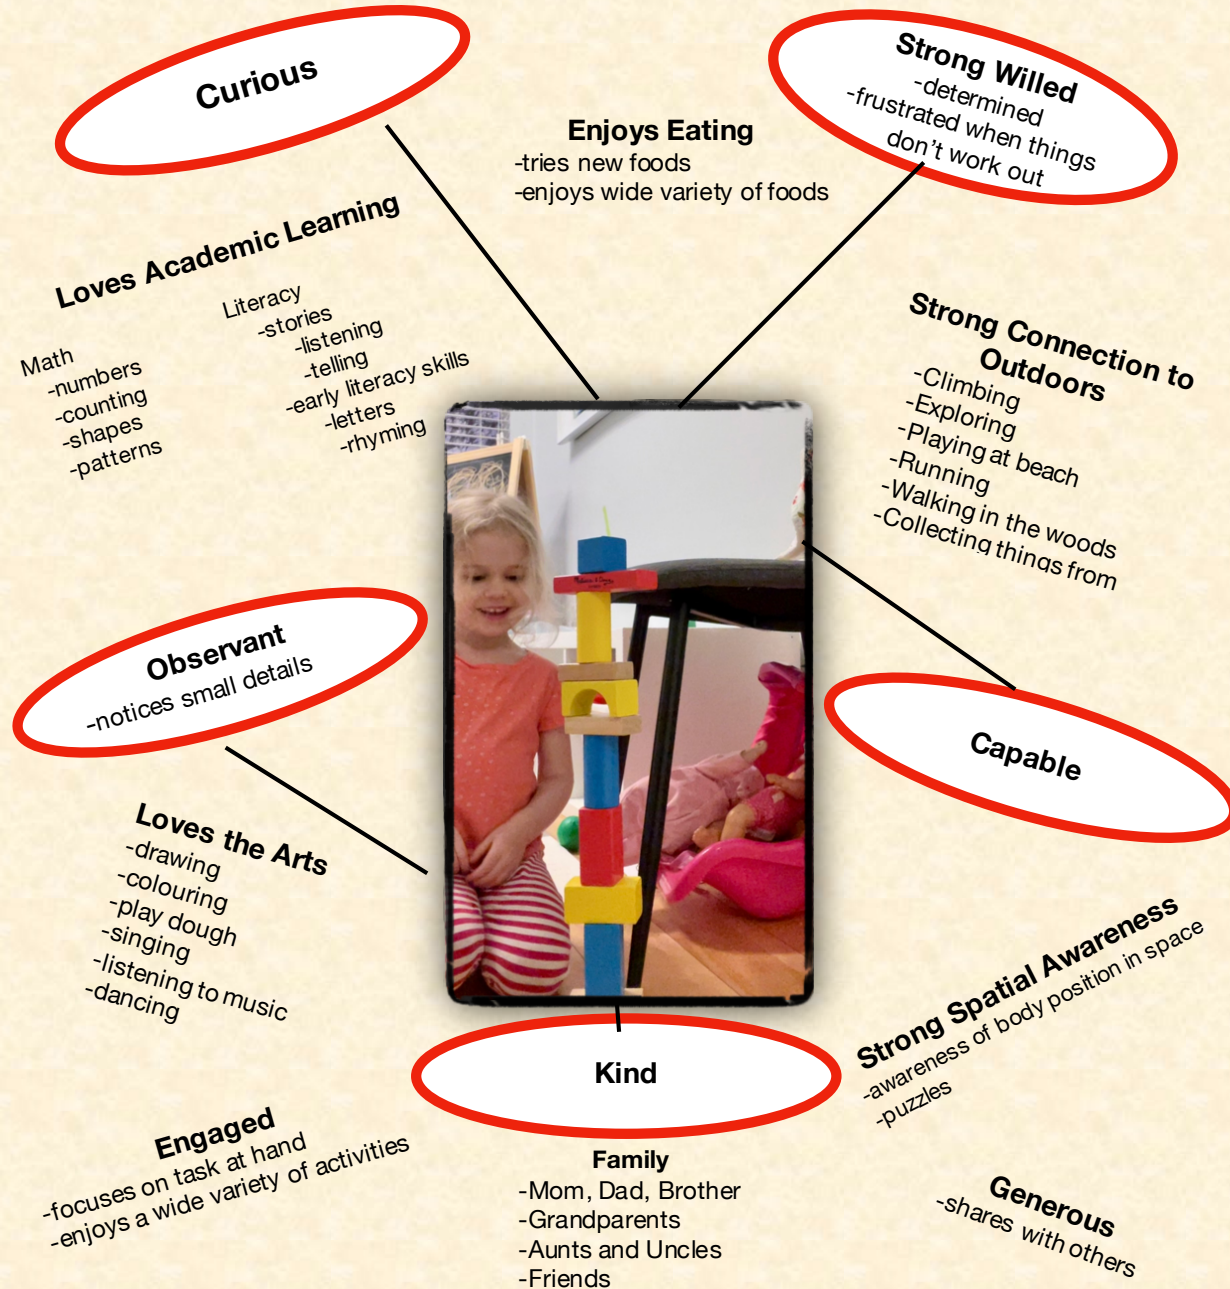 Curious
Strong Willed
-determined
-frustrated when things
don't work out
Enjoys Eating
-tries new foods
-enjoys wide variety of foods
Loves Academic Learning
Math
-numbers
-counting
-shapes
-patterns
Literacy
-stories
-listening
-telling
-early literacy skills
-letters
-rhyming
Strong Connection to
Outdoors
-Climbing
-Exploring
-Playing at beach
-Running
-Walking in the woods
-Collecting things from
Observant
-notices small details
Capable
Loves the Arts
-drawing
-colouring
-play dough
-singing
-listening to music
-dancing
Strong Spatial Awareness
-awareness of body position in space
-puzzles
Kind
Engaged
-focuses on task at hand
-enjoys a wide variety of activities
Family
-Mom, Dad, Brother
-Grandparents
-Aunts and Uncles
-Friends
Generous
-shares with others